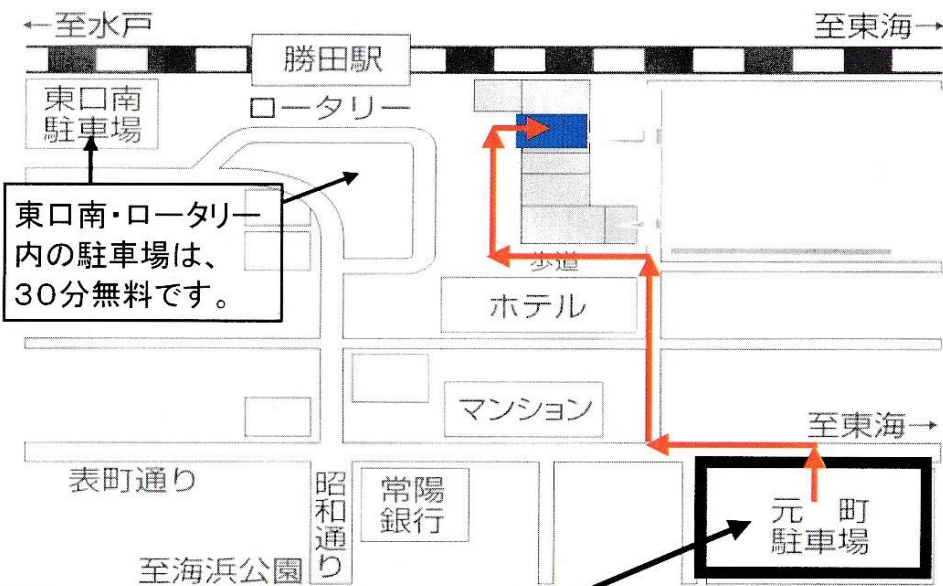 ←至水戸
至東海→
勝田駅
東口南
駐車場
ロータリー
東口南・ロータリー
内の駐車場は、
30分無料です。
歩道
ホテル
マンション
至東海→
表町通り
昭和通り
常陽
銀行
元 町
駐車場
至海浜公園